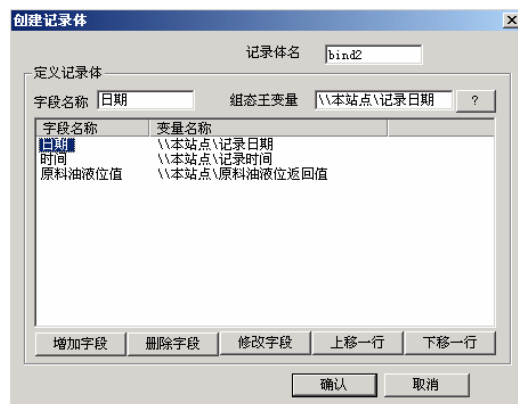 创建记录体
记录体名 bind2
定义记录体
字段名称 日期 组态王变量 \\本站点\记录日期 ?
字段名称 变量名称
日期 \\本站点\记录日期
时间 \\本站点\记录时间
原料油液位值 \\本站点\原料油液位返回值
增加字段 删除字段 修改字段 上移一行 下移一行
确认 取消